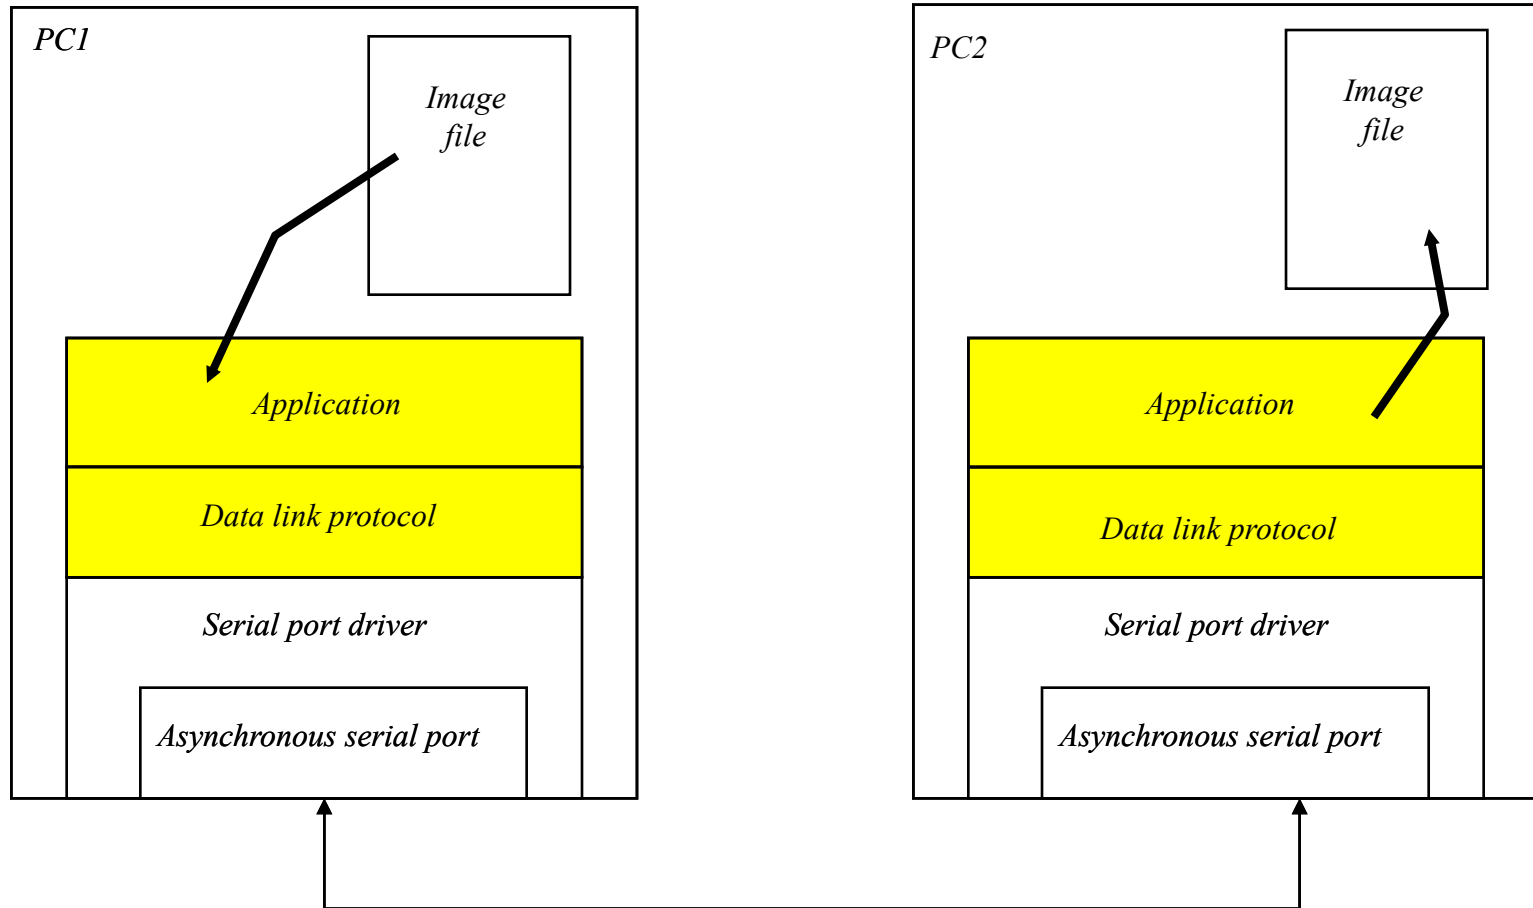 PC1
Image
file
Application
Data link protocol
Serial port driver
Asynchronous serial port
PC2
Image
file
Application
Data link protocol
Serial port driver
Asynchronous serial port